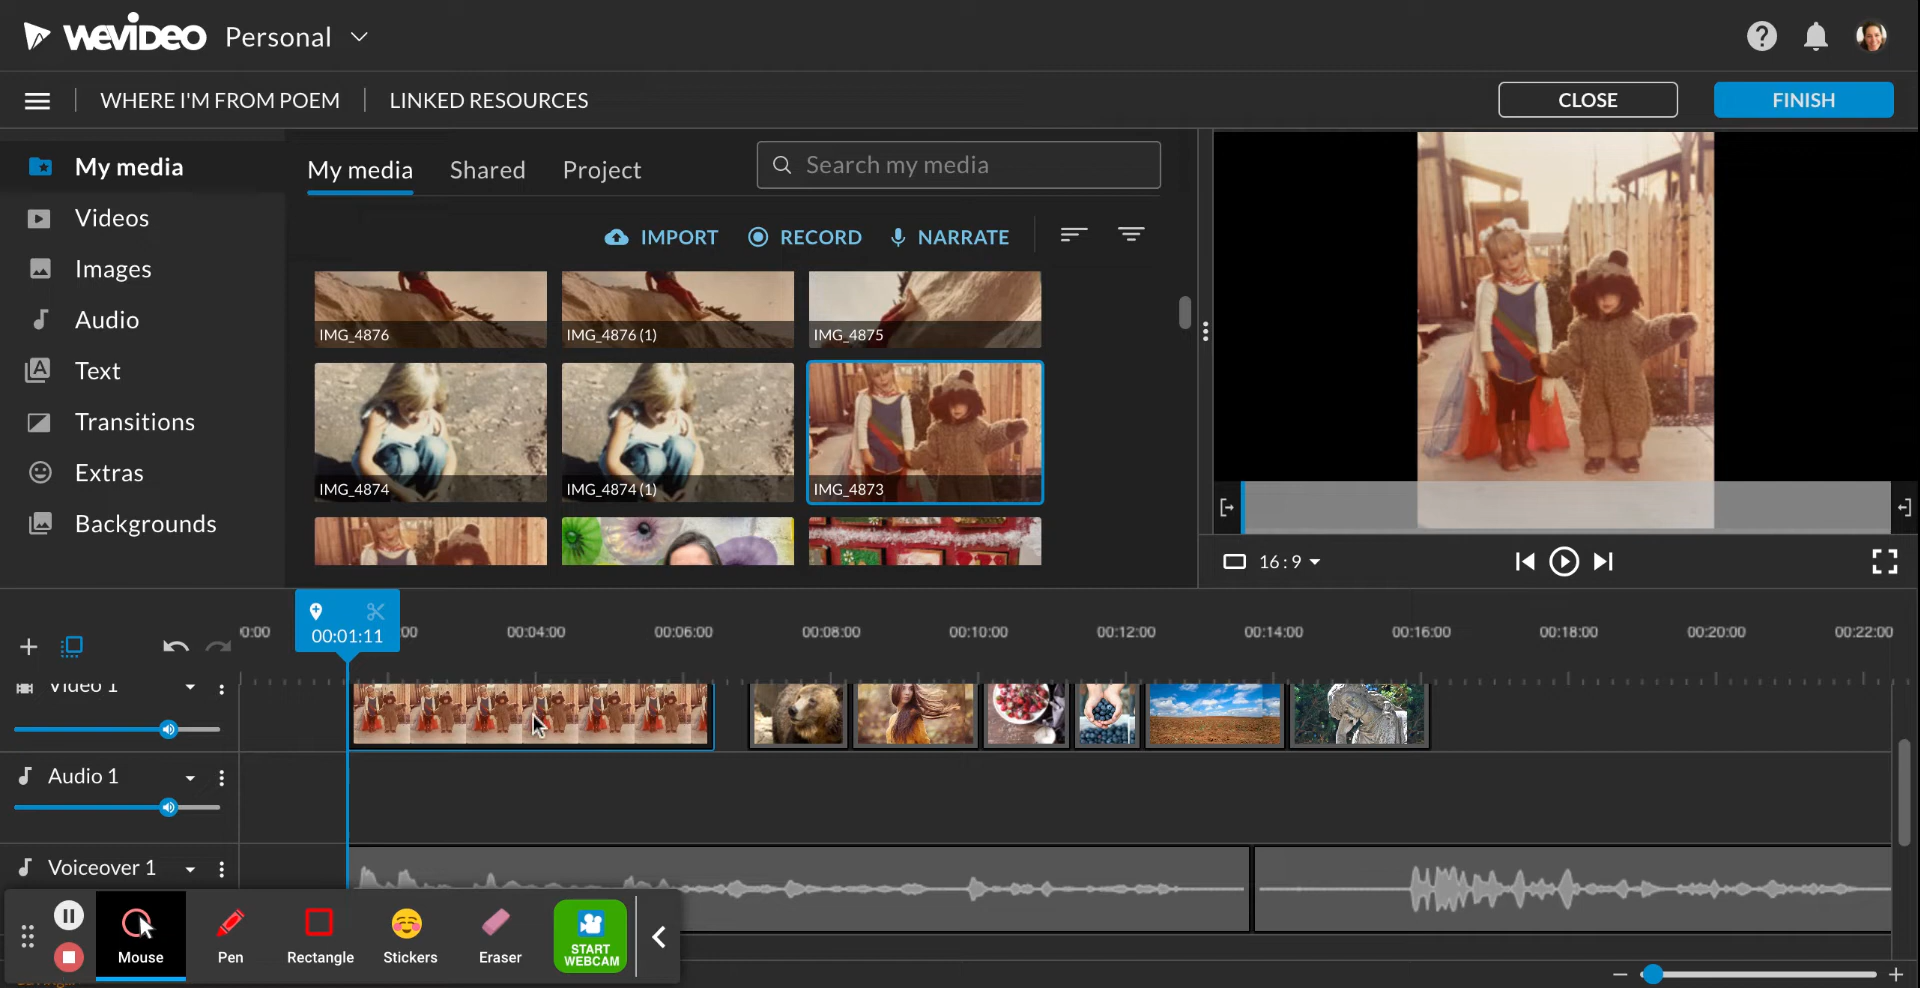 WEVIDEO Personal
WHERE I'M FROM POEM
LINKED RESOURCES
CLOSE
FINISH
My media
Videos
Images
Audio
Text
Transitions
Extras
Backgrounds
My media
Shared
Project
Search my media
IMPORT
RECORD
NARRATE
IMG_4876
IMG_4876 (1)
IMG_4875
IMG_4874
IMG_4874 (1)
IMG_4873
16:9
00:01:11
0:00
00
00:04:00
00:06:00
00:08:00
00:10:00
00:12:00
00:14:00
00:16:00
00:18:00
00:20:00
00:22:00
Video 1
Audio 1
Voiceover 1
Mouse
Pen
Rectangle
Stickers
Eraser
START
WEBCAM